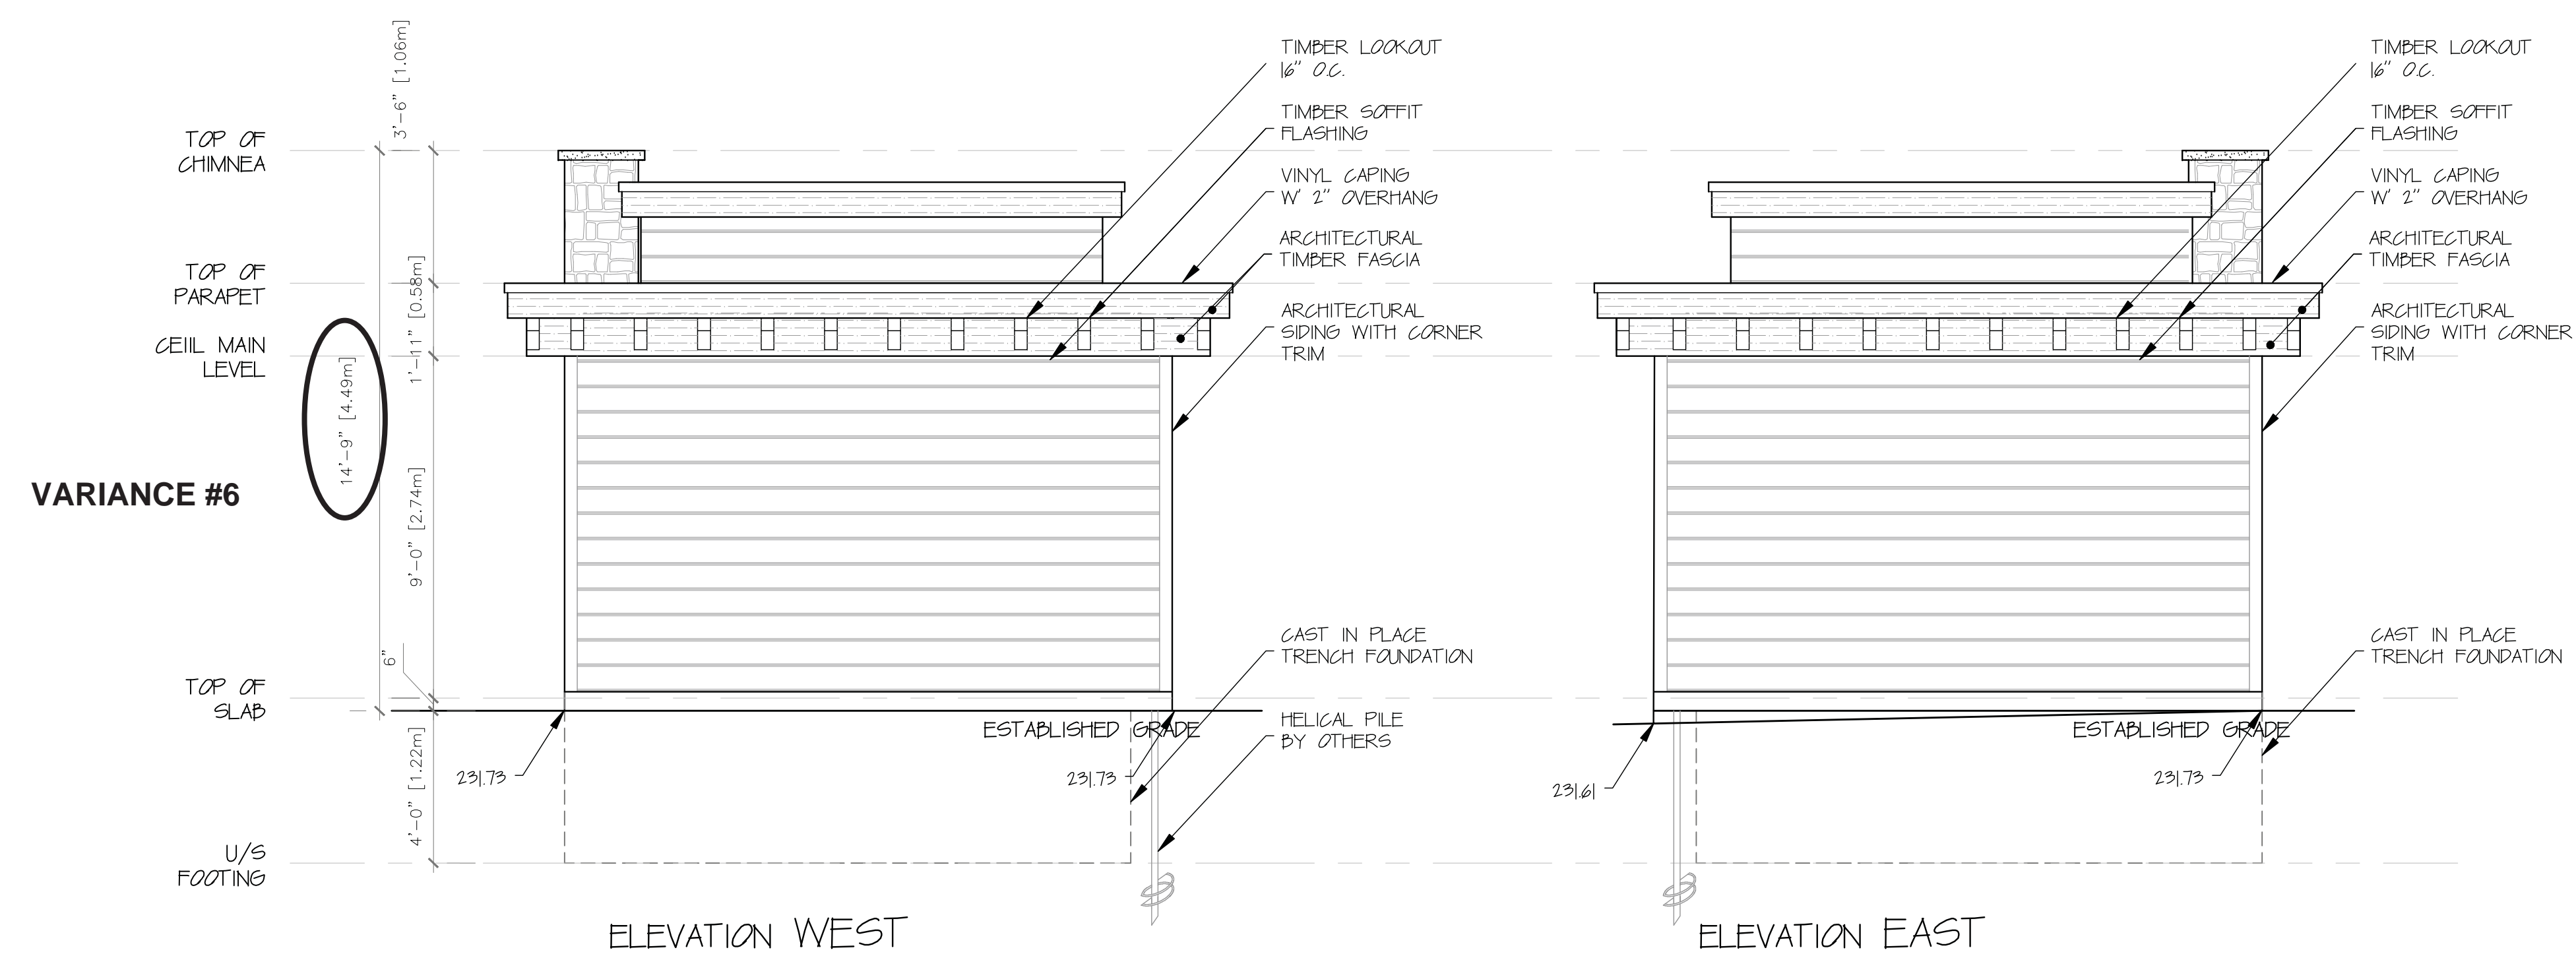 TOP OF
CHIMNEA
TOP OF
PARAPET
CEIIL MAIN
LEVEL
VARIANCE #6
TOP OF
SLAB
U/S
FOOTING
3'-6" [1.06m]
1'-11" [0.58m]
14'-9" [4.49m]
9'-0" [2.74m]
6"
4'-0" [1.22m]
TIMBER LOOKOUT
16" O.C.
TIMBER SOFFIT
FLASHING
VINYL CAPING
W' 2" OVERHANG
ARCHITECTURAL
TIMBER FASCIA
ARCHITECTURAL
SIDING WITH CORNER
TRIM
CAST IN PLACE
TRENCH FOUNDATION
HELICAL PILE
BY OTHERS
ESTABLISHED GRADE
231.73
231.73
ELEVATION WEST
TIMBER LOOKOUT
16" O.C.
TIMBER SOFFIT
FLASHING
VINYL CAPING
W' 2" OVERHANG
ARCHITECTURAL
TIMBER FASCIA
ARCHITECTURAL
SIDING WITH CORNER
TRIM
CAST IN PLACE
TRENCH FOUNDATION
ESTABLISHED GRADE
231.61
231.73
ELEVATION EAST